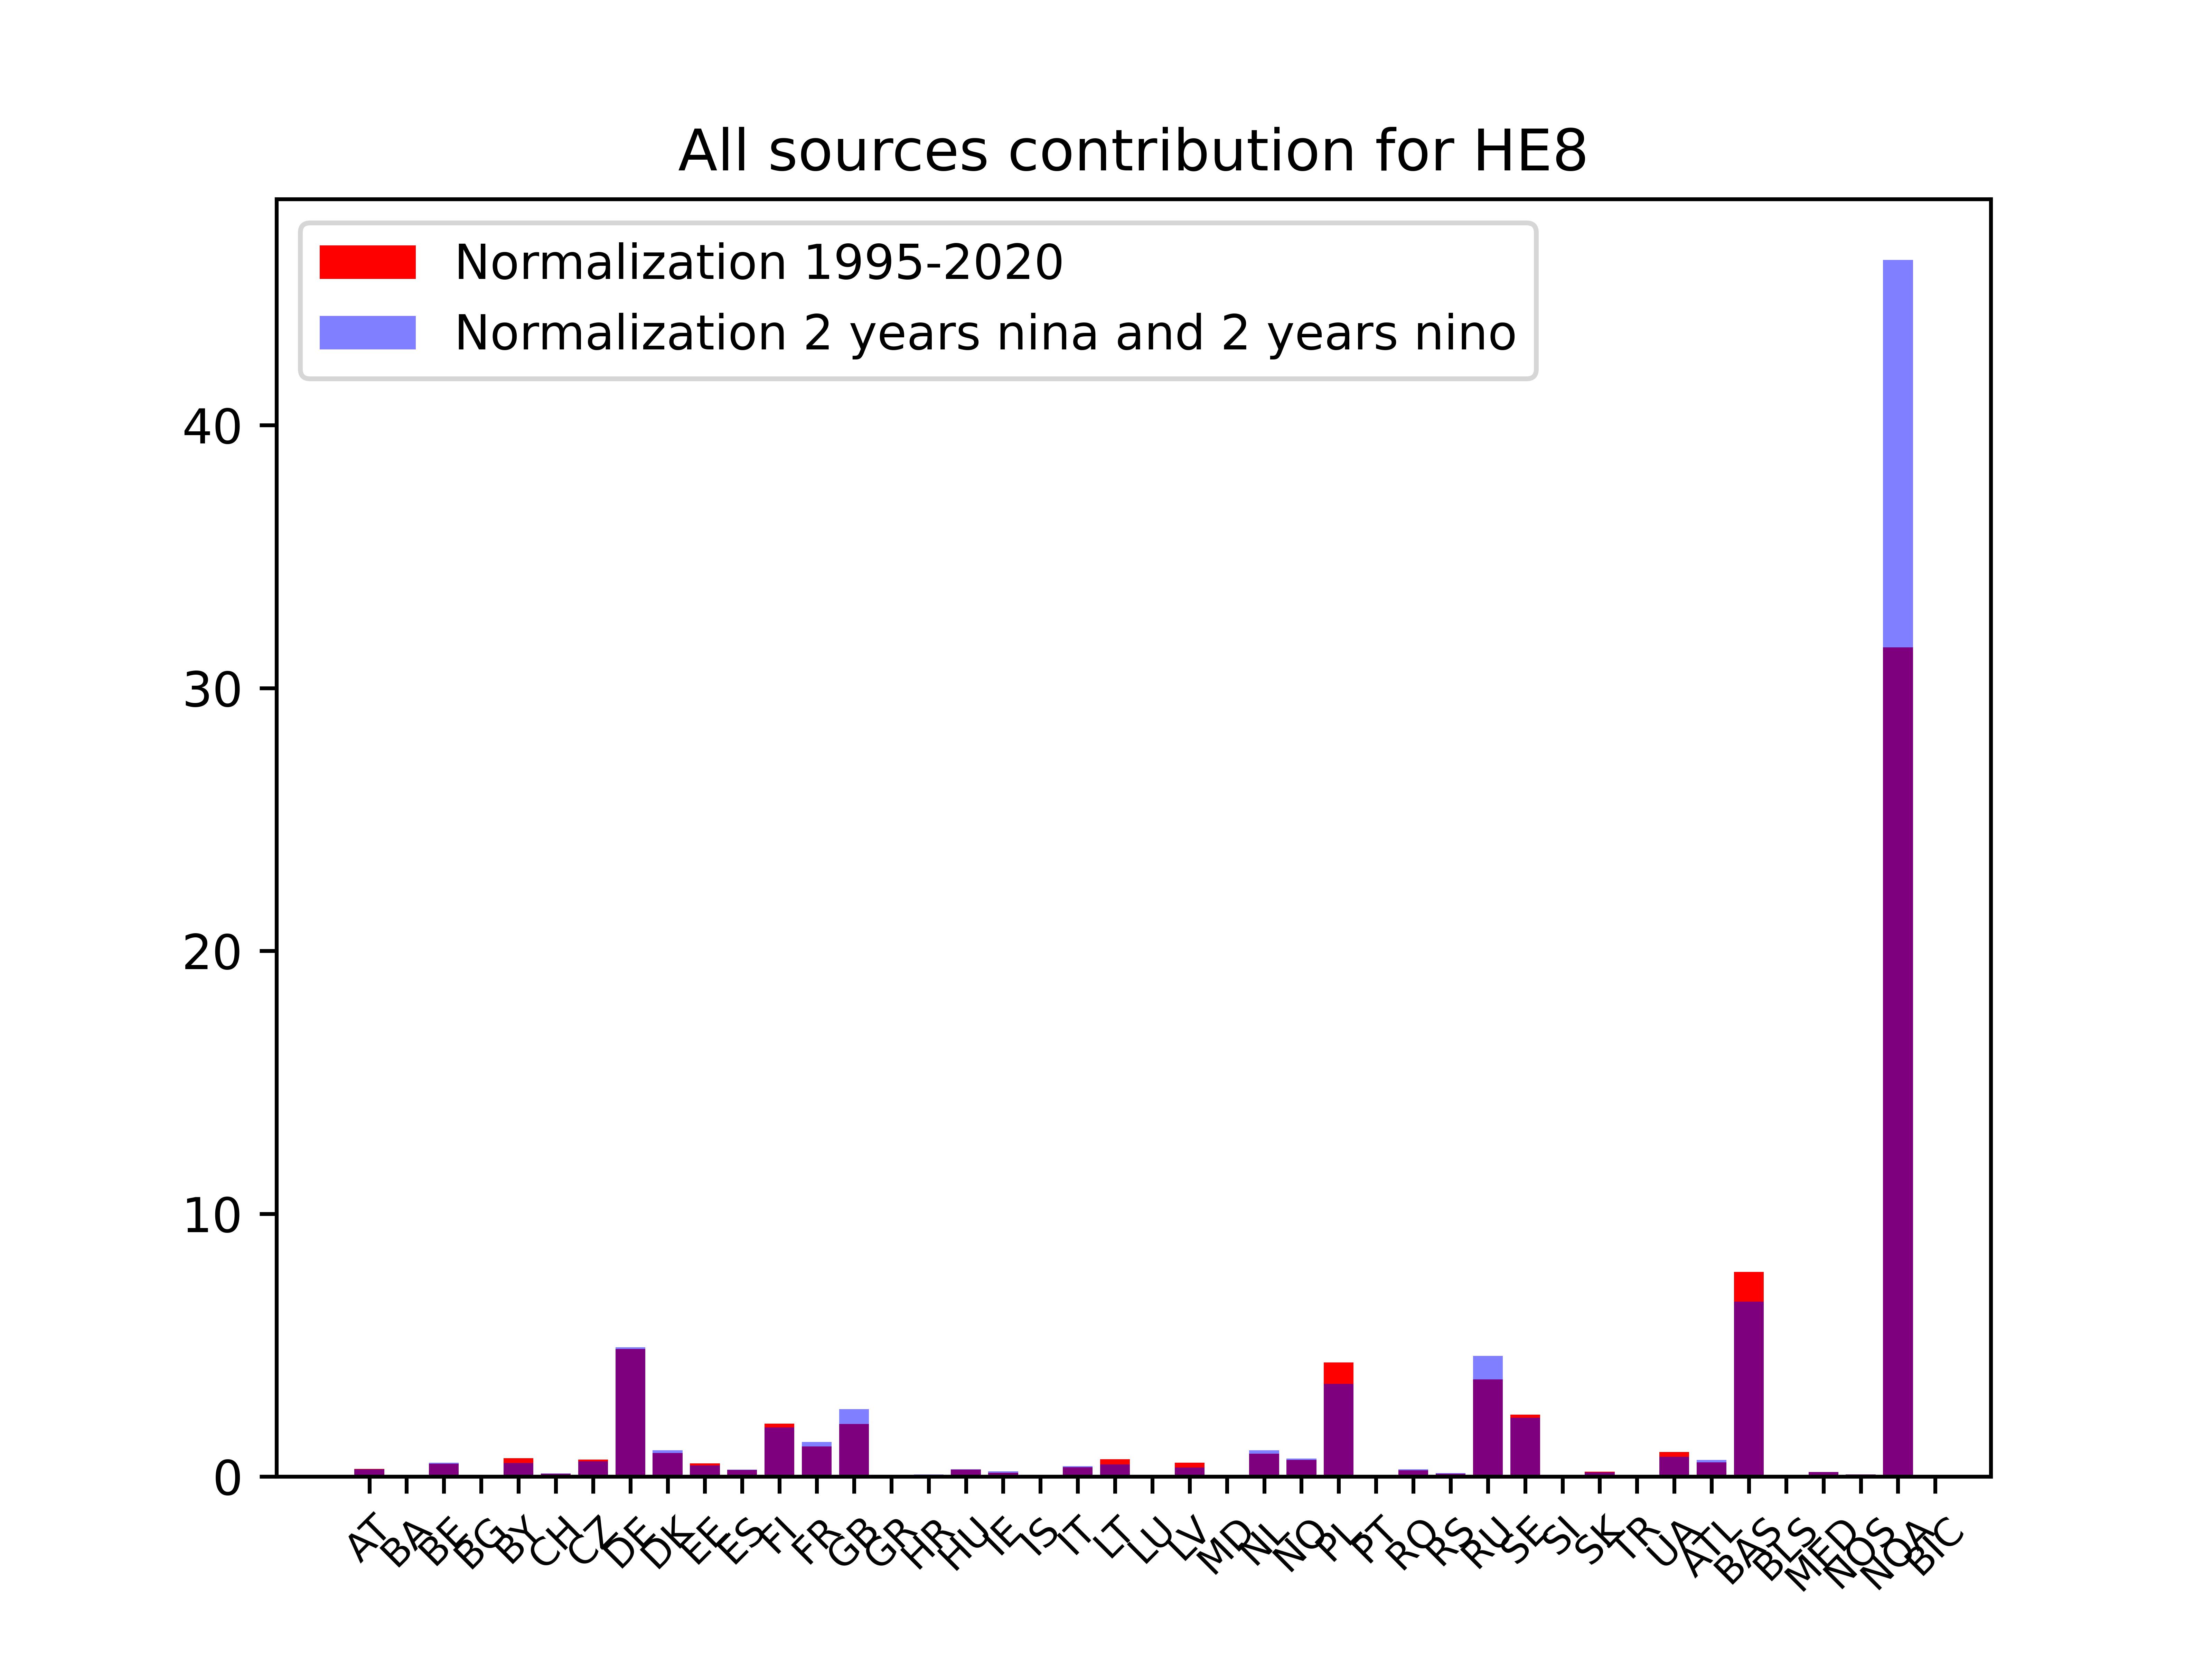 All sources contribution for HE8
Normalization 1995-2020
Normalization 2 years nina and 2 years nino
40
30
20
10
0
AT BA BE BG BY CH CZ DE DK EE ES FI FR GB GR HR HU IE IS IT LT LU LV MD NL NO PL PT RO RS RU SE SI SK TR UA ATL BAS BLS MED NOS NOA BIC